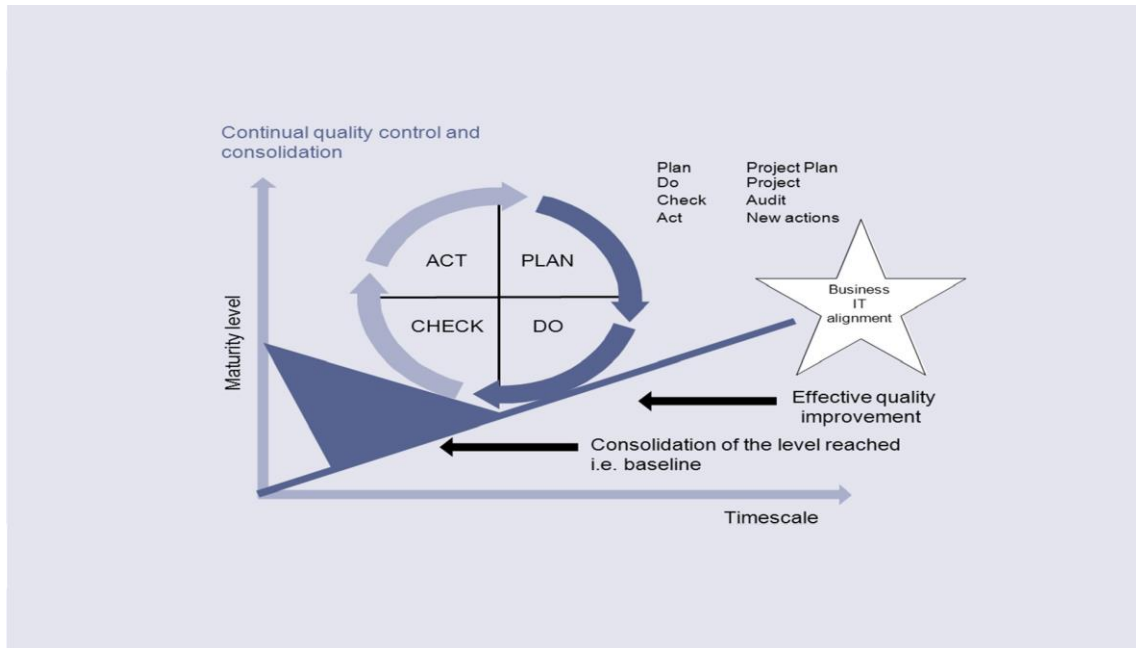 Continual quality control and
consolidation
Plan Project Plan
Do Project
Check Audit
Act New actions
ACT PLAN
CHECK DO
Business
IT
alignment
Maturity level
Effective quality
improvement
Consolidation of the level reached
i.e. baseline
Timescale